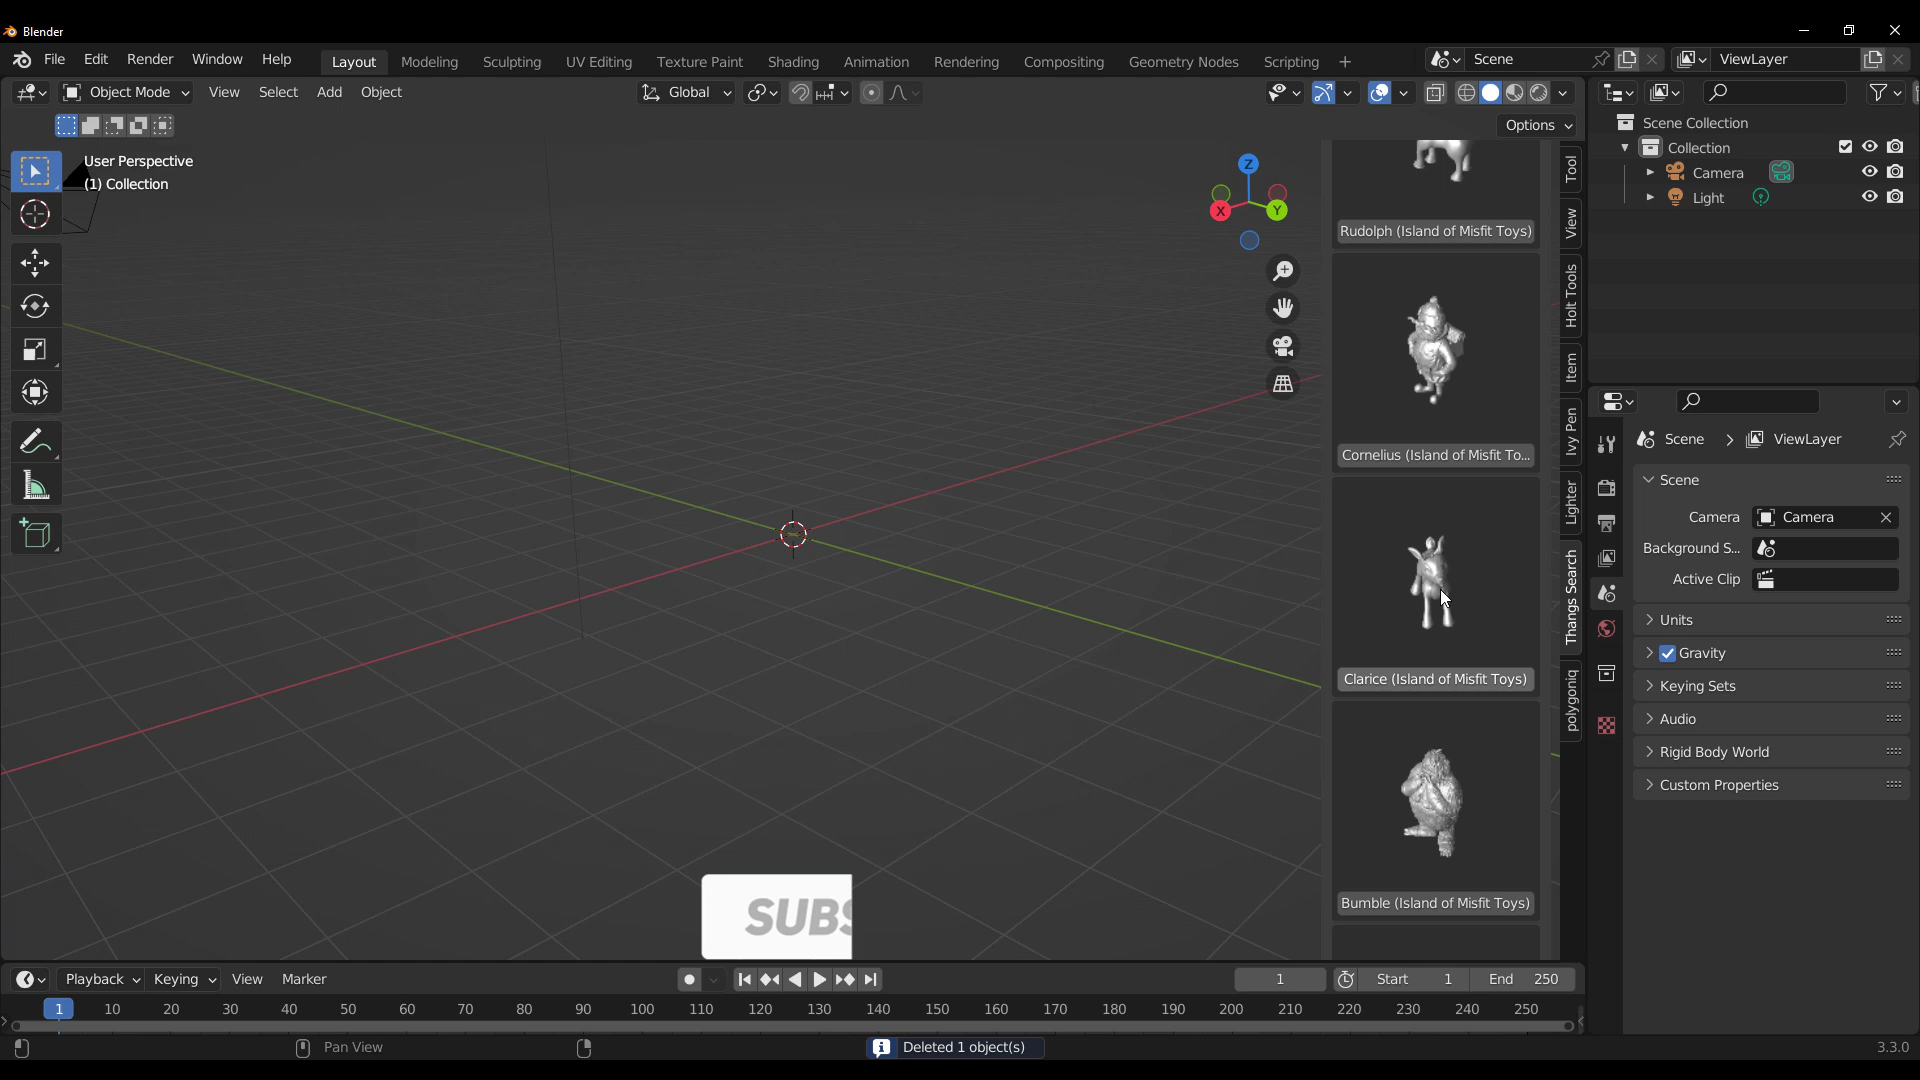 Blender
File Edit Render Window Help
Layout Modeling Sculpting UV Editing Texture Paint Shading Animation Rendering Compositing Geometry Nodes Scripting +
Scene
ViewLayer
Object Mode View Select Add Object
Global
Options
User Perspective
(1) Collection
Z
X
Y
Rudolph (Island of Misfit Toys)
Cornelius (Island of Misfit To...
Clarice (Island of Misfit Toys)
Bumble (Island of Misfit Toys)
Tool
View
Holt Tools
Item
Ivy Pen
Lighter
Thangs Search
polygoniq
Scene Collection
Collection
Camera
Light
Scene > ViewLayer
Scene
Camera Camera
Background S...
Active Clip
Units
Gravity
Keying Sets
Audio
Rigid Body World
Custom Properties
SUBS
Playback Keying View Marker
1
Start 1
End 250
1 10 20 30 40 50 60 70 80 90 100 110 120 130 140 150 160 170 180 190 200 210 220 230 240 250
Pan View
Deleted 1 object(s)
3.3.0